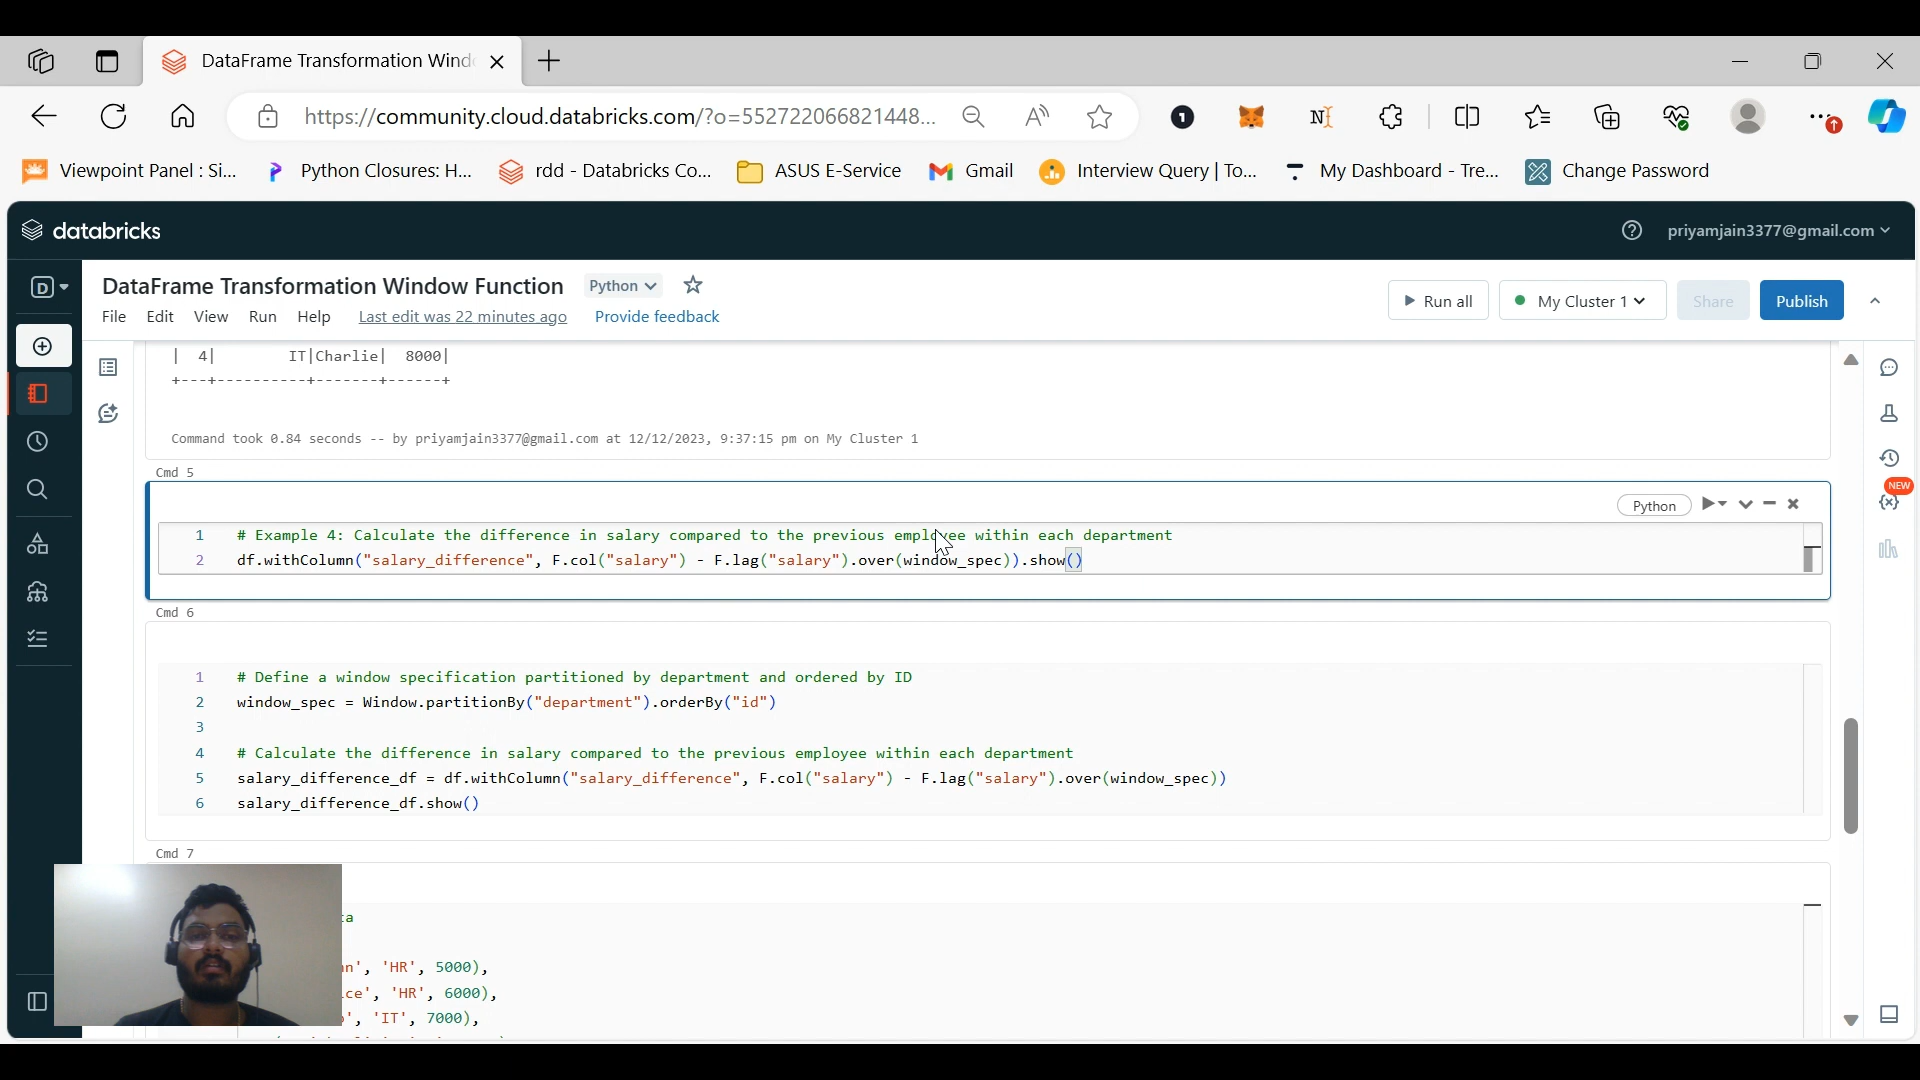 DataFrame Transformation Wind
https://community.cloud.databricks.com/?o=552722066821448...
Viewpoint Panel : Si...
Python Closures: H...
rdd - Databricks Co...
ASUS E-Service
Gmail
Interview Query | To...
My Dashboard - Tre...
Change Password
databricks
priyamjain3377@gmail.com
DataFrame Transformation Window Function
Python
File Edit View Run Help Last edit was 22 minutes ago Provide feedback
Run all
My Cluster 1
Share
Publish
| 4| IT|Charlie| 8000|
+---+----------+-------+------+
Command took 0.84 seconds -- by priyamjain3377@gmail.com at 12/12/2023, 9:37:15 pm on My Cluster 1
Cmd 5
Python
NEW
1 # Example 4: Calculate the difference in salary compared to the previous employee within each department
2 df.withColumn("salary_difference", F.col("salary") - F.lag("salary").over(window_spec)).show()
Cmd 6
1 # Define a window specification partitioned by department and ordered by ID
2 window_spec = Window.partitionBy("department").orderBy("id")
3
4 # Calculate the difference in salary compared to the previous employee within each department
5 salary_difference_df = df.withColumn("salary_difference", F.col("salary") - F.lag("salary").over(window_spec))
6 salary_difference_df.show()
Cmd 7
ta
n', 'HR', 5000),
ce', 'HR', 6000),
', 'IT', 7000),